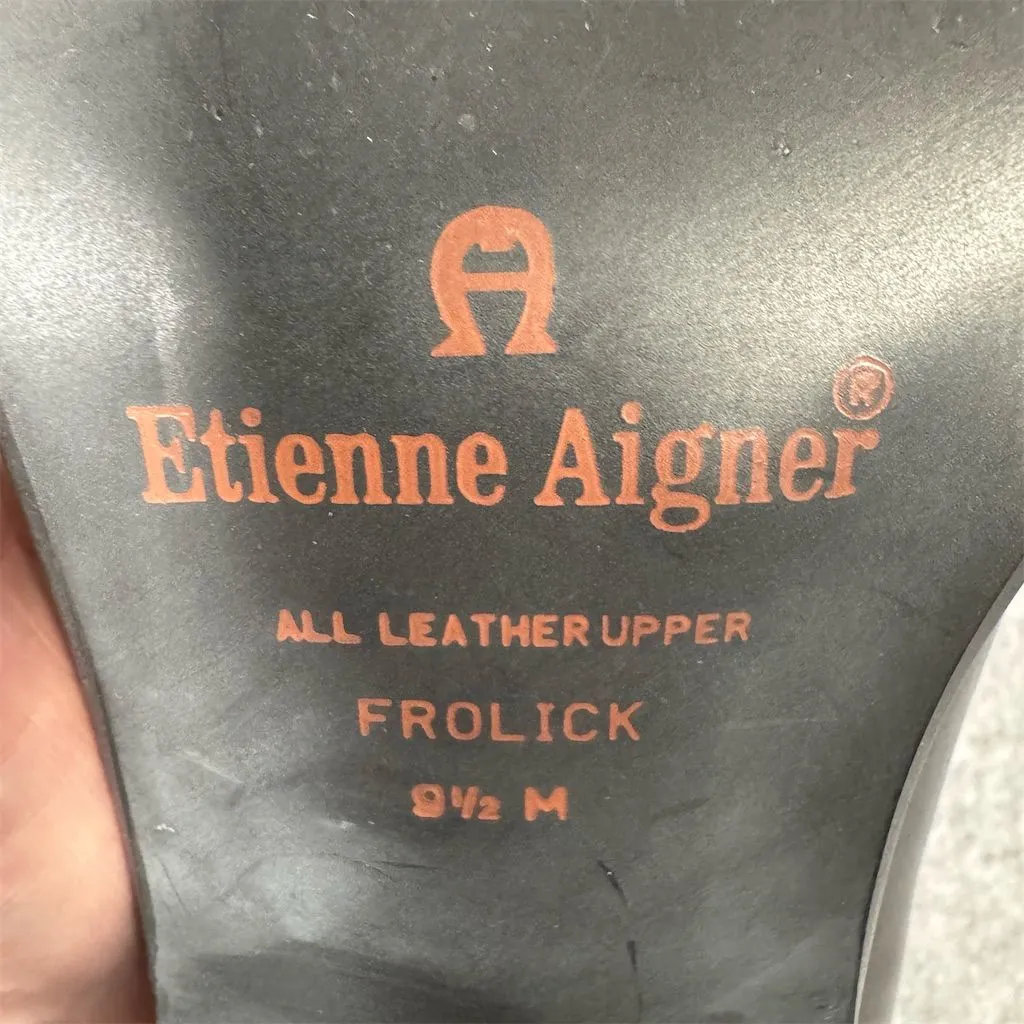 Etienne Aigner®
ALL LEATHER UPPER
FROLICK
9½ M